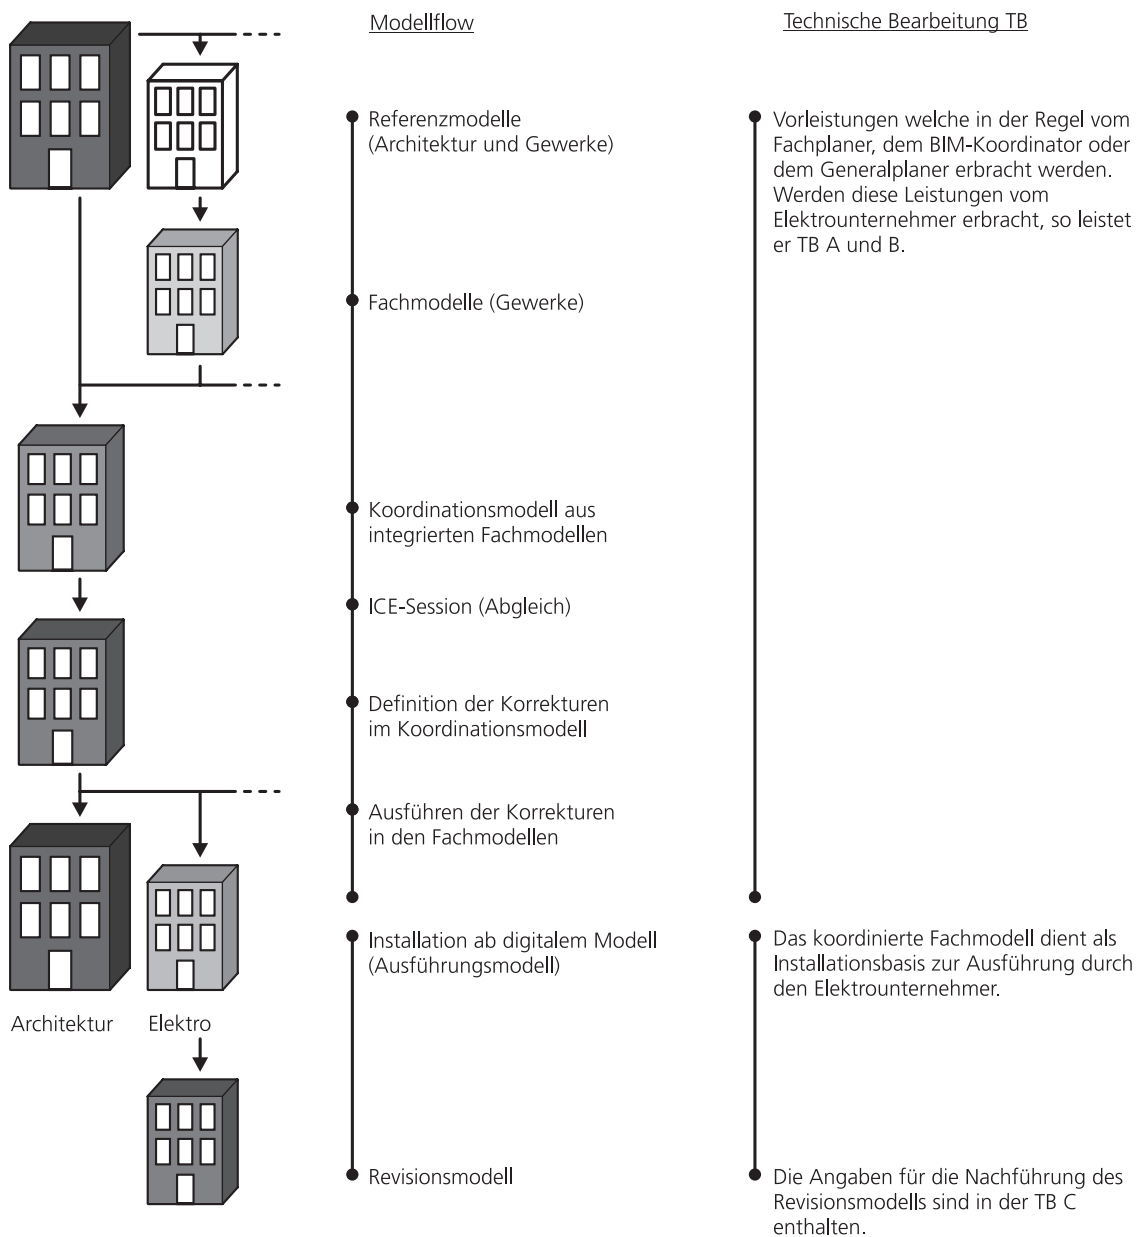 Modellflow
Technische Bearbeitung TB
Referenzmodelle
(Architektur und Gewerke)
Vorleistungen welche in der Regel vom
Fachplaner, dem BIM-Koordinator oder
dem Generalplaner erbracht werden.
Werden diese Leistungen vom
Elektrounternehmer erbracht, so leistet
er TB A und B.
Fachmodelle (Gewerke)
Koordinationsmodell aus
integrierten Fachmodellen
ICE-Session (Abgleich)
Definition der Korrekturen
im Koordinationsmodell
Ausführen der Korrekturen
in den Fachmodellen
Installation ab digitalem Modell
(Ausführungsmodell)
Das koordinierte Fachmodell dient als
Installationsbasis zur Ausführung durch
den Elektrounternehmer.
Architektur
Elektro
Revisionsmodell
Die Angaben für die Nachführung des
Revisionsmodells sind in der TB C
enthalten.